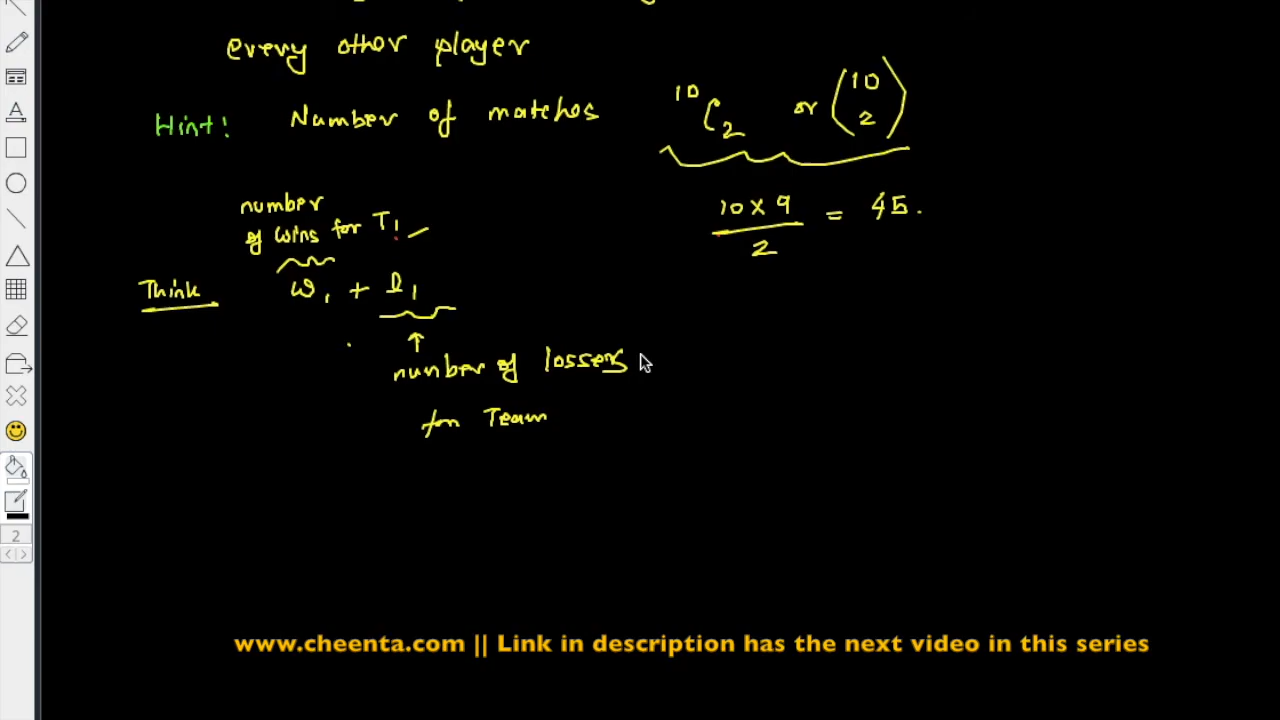 every other player
Hint! Number of matches ¹⁰C₂ or (10 2)
10 x 9 / 2 = 45.
number
of wins for T1
Think w₁ + l₁
↑
number of losses
for Team
2
www.cheenta.com || Link in description has the next video in this series